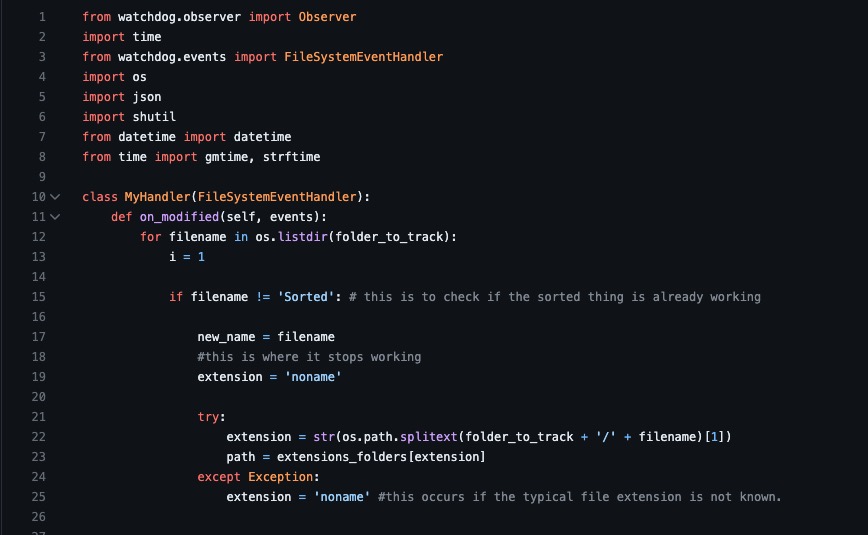 1 from watchdog.observer import Observer
2 import time
3 from watchdog.events import FileSystemEventHandler
4 import os
5 import json
6 import shutil
7 from datetime import datetime
8 from time import gmtime, strftime
9
10 class MyHandler(FileSystemEventHandler):
11 def on_modified(self, events):
12 for filename in os.listdir(folder_to_track):
13 i = 1
14
15 if filename != 'Sorted': # this is to check if the sorted thing is already working
16
17 new_name = filename
18 #this is where it stops working
19 extension = 'noname'
20
21 try:
22 extension = str(os.path.splitext(folder_to_track + '/' + filename)[1])
23 path = extensions_folders[extension]
24 except Exception:
25 extension = 'noname' #this occurs if the typical file extension is not known.
26